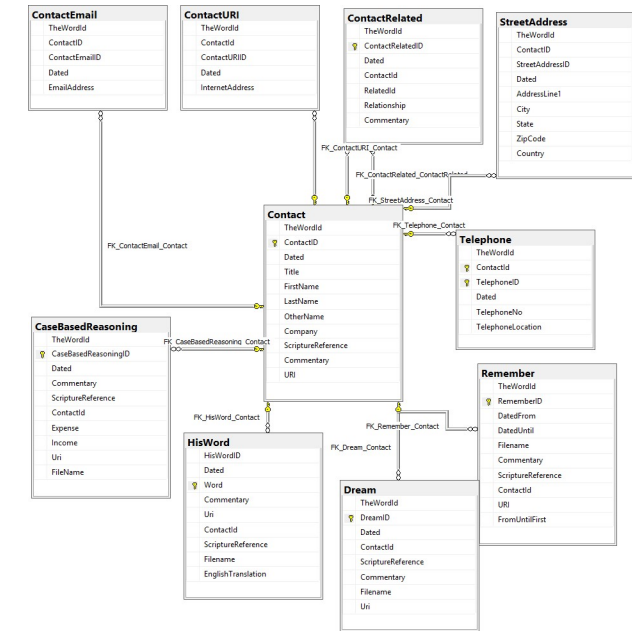 ContactEmail
TheWordId
ContactID
ContactEmailID
Dated
EmailAddress
ContactURI
TheWordId
ContactId
ContactURIID
Dated
InternetAddress
ContactRelated
TheWordId
ContactRelatedID
Dated
ContactId
RelatedId
Relationship
Commentary
StreetAddress
TheWordId
ContactID
StreetAddressID
Dated
AddressLine1
City
State
ZipCode
Country
FK_ContactURI_Contact
FK_ContactRelated_ContactRelated
FK_StreetAddress_Contact
FK_Telephone_Contact
FK_ContactEmail_Contact
Contact
TheWordId
ContactID
Dated
Title
FirstName
LastName
OtherName
Company
ScriptureReference
Commentary
URI
Telephone
TheWordId
ContactId
TelephoneID
Dated
TelephoneNo
TelephoneLocation
CaseBasedReasoning
TheWordId
CaseBasedReasoningID
Dated
Commentary
ScriptureReference
ContactId
Expense
Income
Uri
FileName
FK_CaseBasedReasoning_Contact
Remember
TheWordId
RememberID
DatedFrom
DatedUntil
Filename
Commentary
ScriptureReference
ContactId
URI
FromUntilFirst
FK_HisWord_Contact
FK_Remember_Contact
FK_Dream_Contact
HisWord
HisWordID
Dated
Word
Commentary
Uri
ContactId
ScriptureReference
Filename
EnglishTranslation
Dream
TheWordId
DreamID
Dated
ContactId
ScriptureReference
Commentary
Filename
Uri